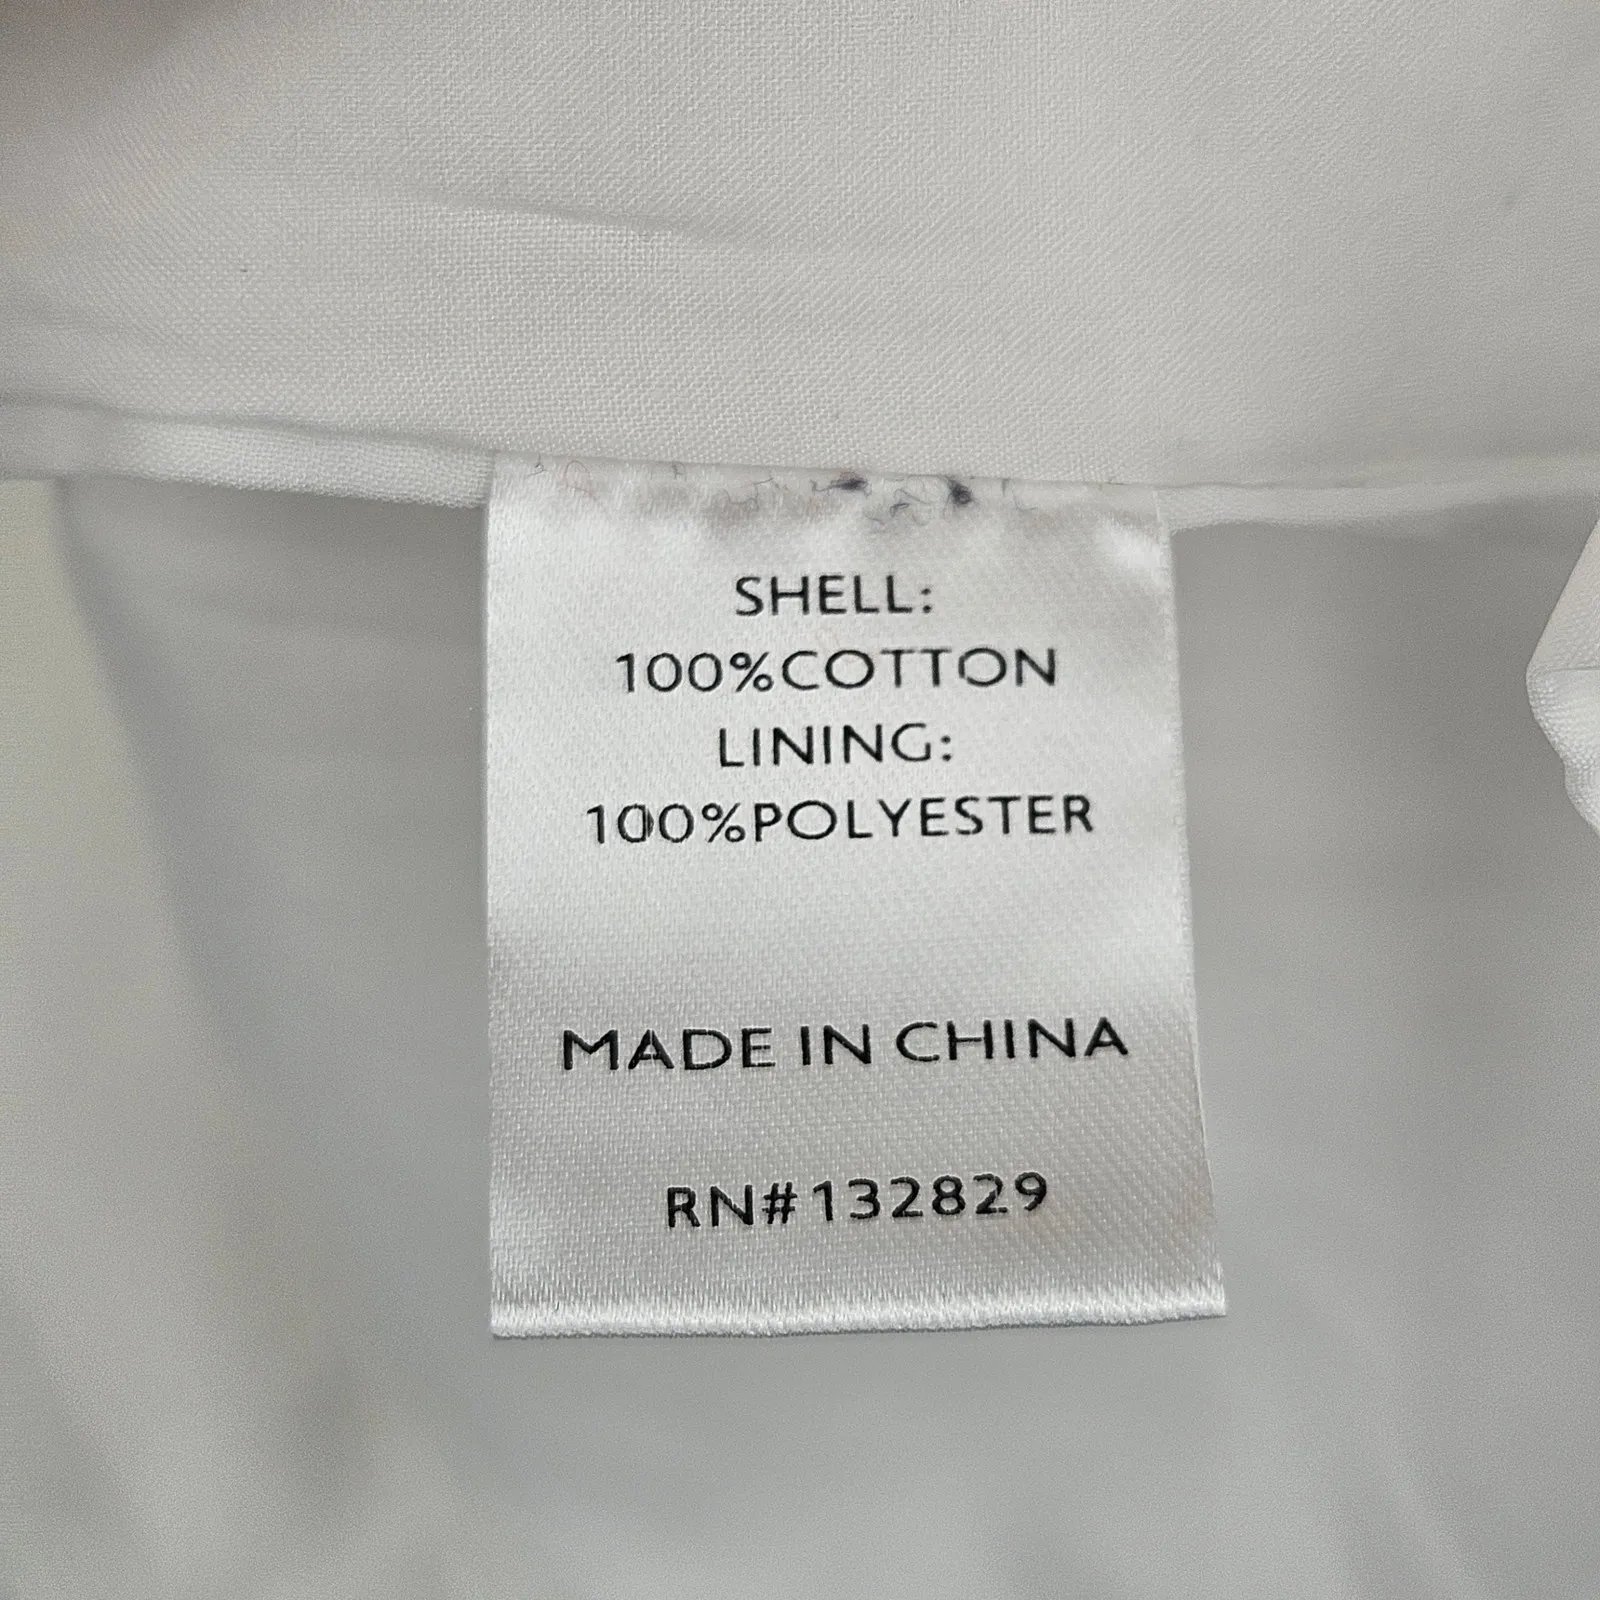 SHELL:
100%COTTON
LINING:
100%POLYESTER
MADE IN CHINA
RN#132829